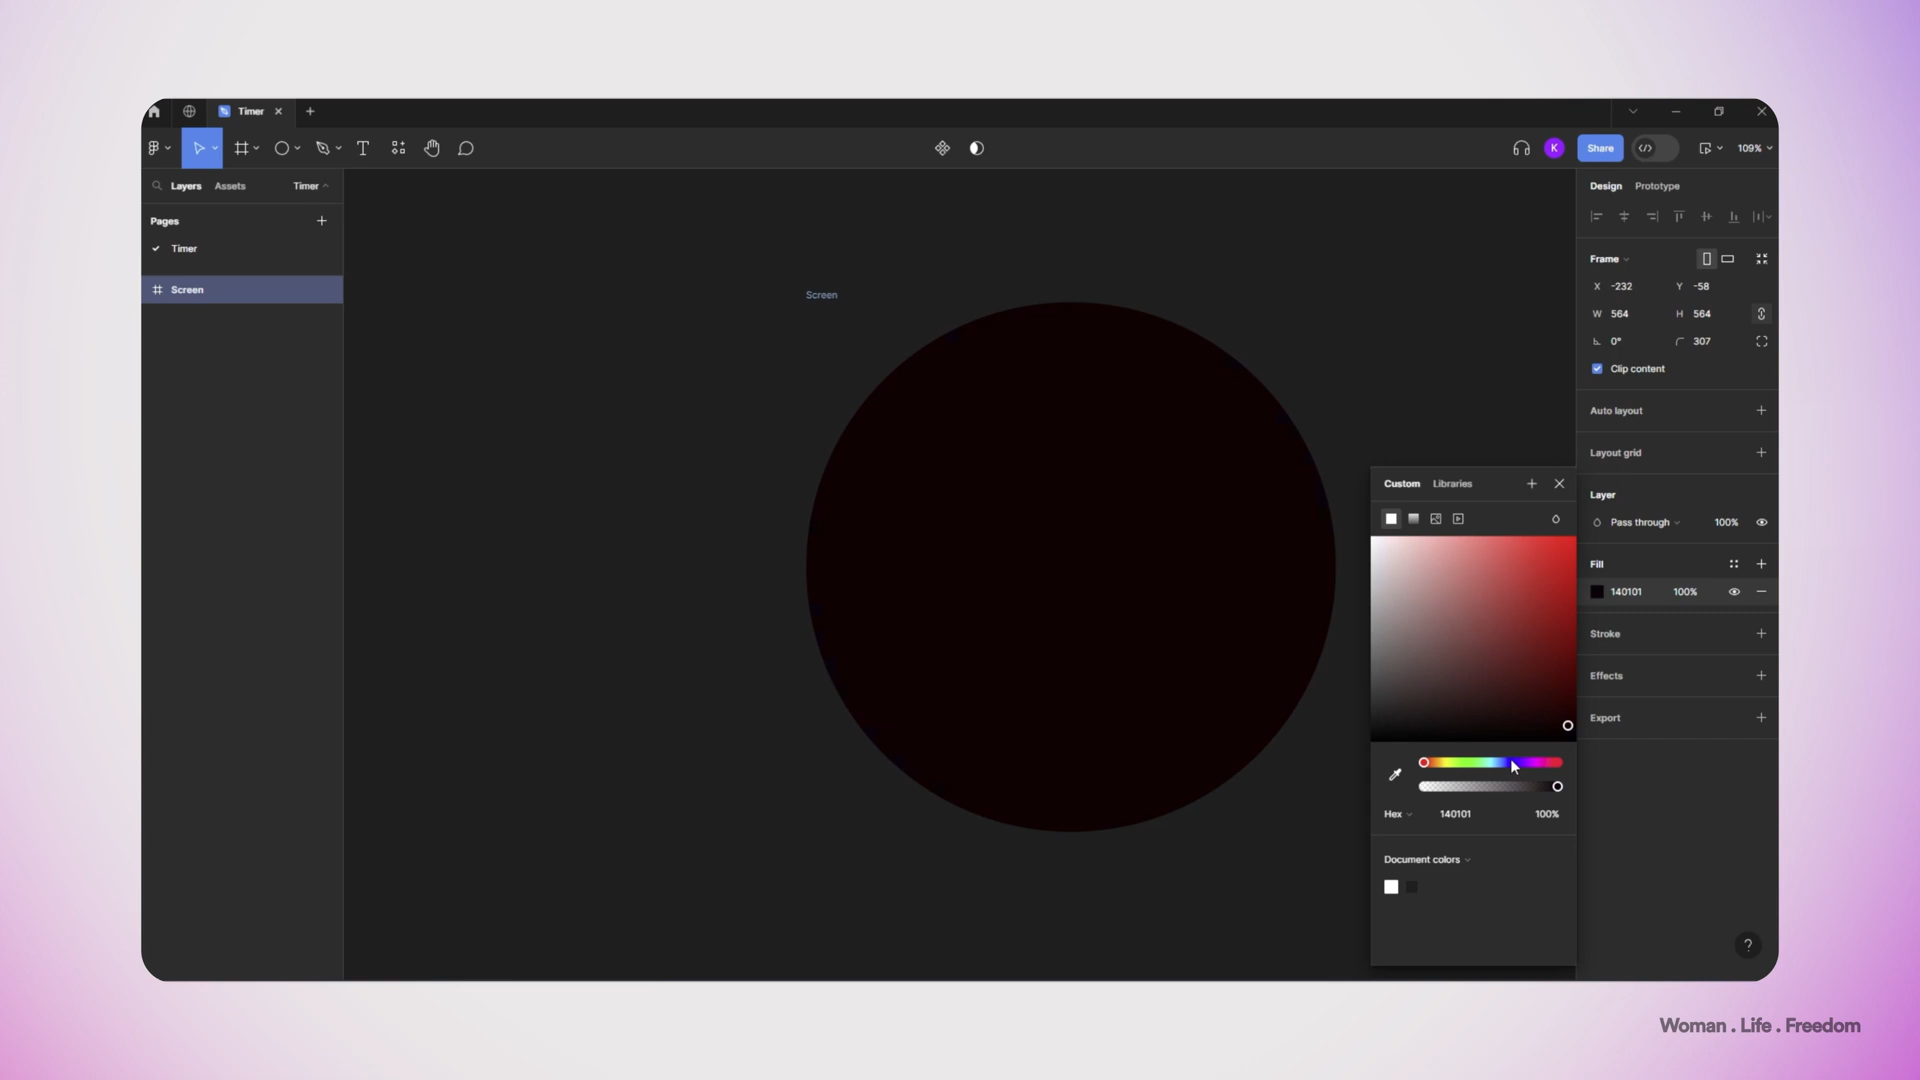 Timer
K
Share
109%
Layers
Assets
Timer
Design
Prototype
Pages
Timer
Screen
Screen
Frame
X -232
Y -58
W 564
H 564
0°
307
Clip content
Auto layout
Layout grid
Layer
Pass through
100%
Fill
140101
100%
Stroke
Effects
Export
Custom
Libraries
Hex
140101
100%
Document colors
?
Woman . Life . Freedom